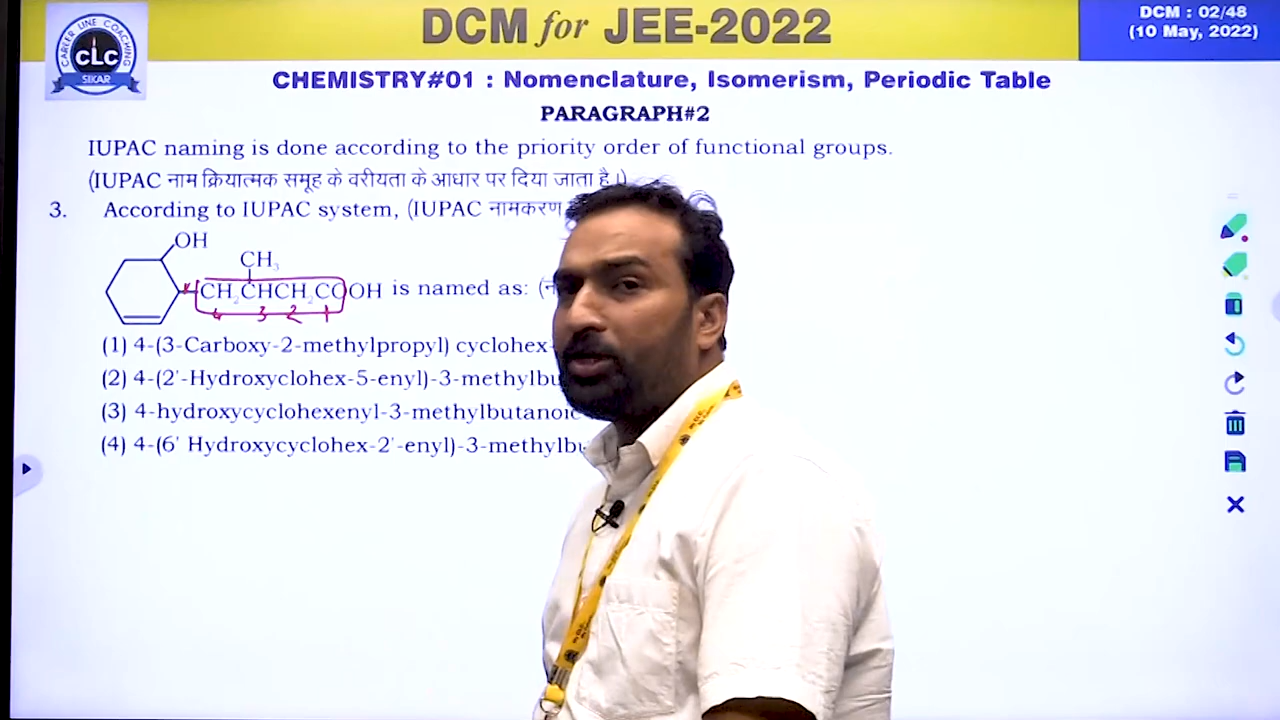 DCM for JEE-2022
DCM : 02/48
(10 May, 2022)
CAREER LINE COACHING
CLC
SIKAR
CHEMISTRY#01 : Nomenclature, Isomerism, Periodic Table
PARAGRAPH#2
IUPAC naming is done according to the priority order of functional groups.
(IUPAC नाम क्रियात्मक समूह के वरीयता के आधार पर दिया जाता है।)
3. According to IUPAC system, (IUPAC नामकरण
OH
CH₃
CH₂CHCH₂COOH is named as:
4 3 2 1
(1) 4-(3-Carboxy-2-methylpropyl) cyclohex-
(2) 4-(2'-Hydroxyclohex-5-enyl)-3-methylbu
(3) 4-hydroxycyclohexenyl-3-methylbutanoic
(4) 4-(6' Hydroxycyclohex-2'-enyl)-3-methylbu